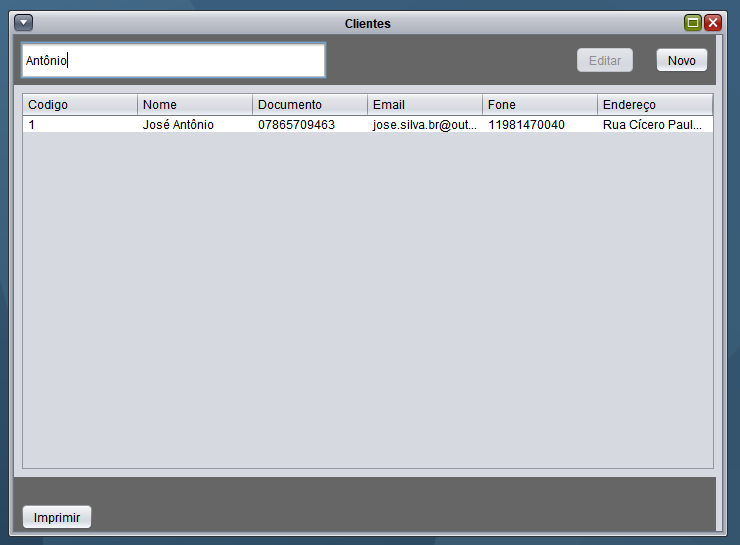 Clientes
Antônio
Editar
Novo
Codigo Nome Documento Email Fone Endereço
1 José Antônio 07865709463 jose.silva.br@out... 11981470040 Rua Cícero Paul...
Imprimir